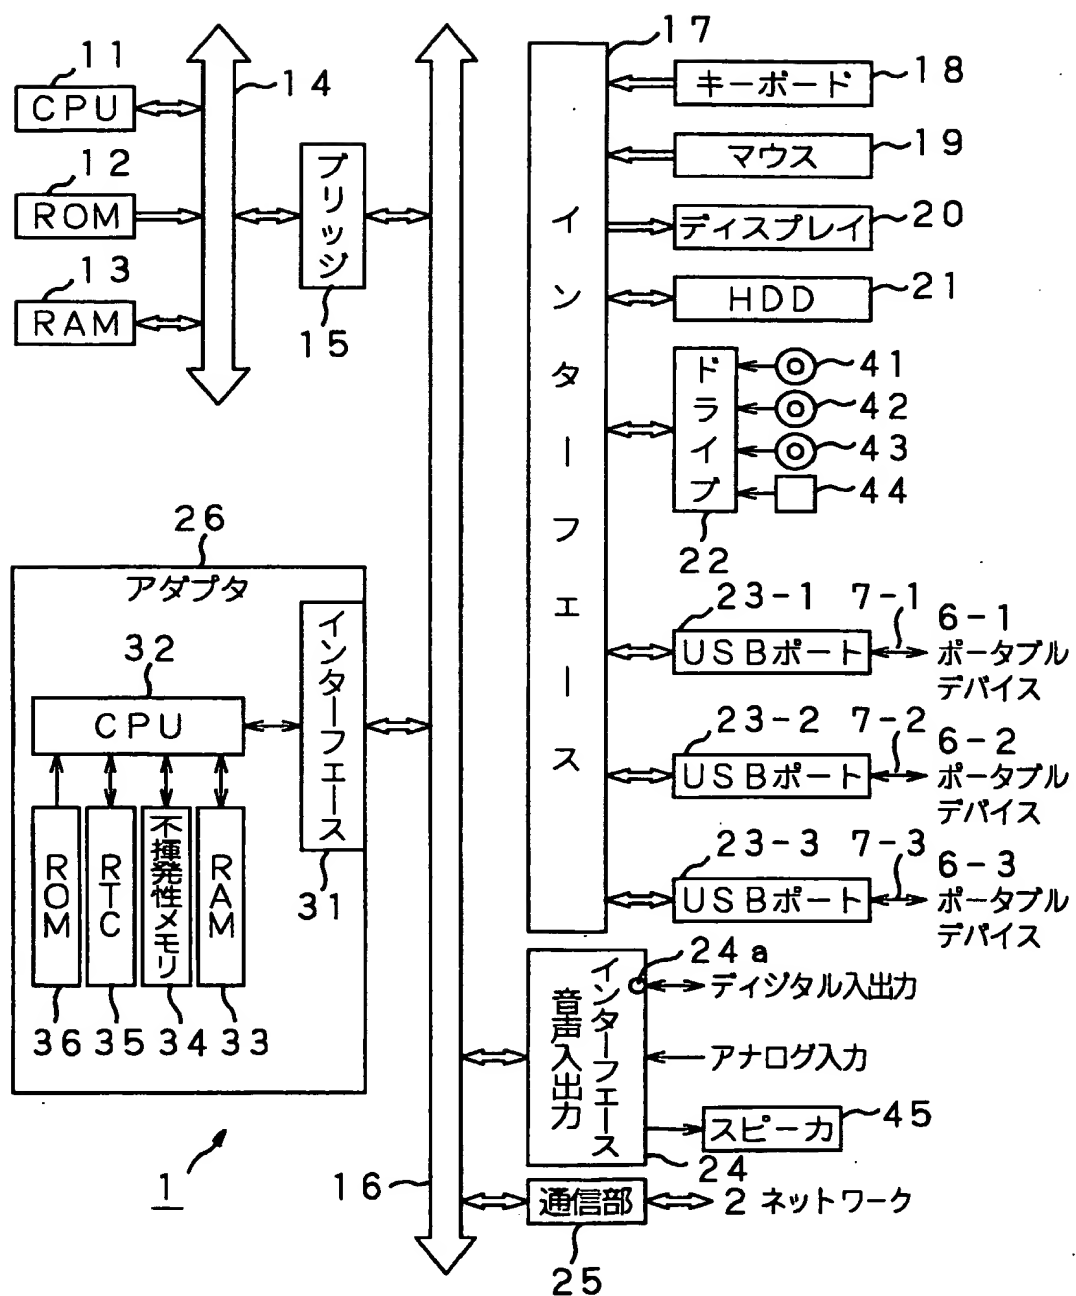 11
CPU
12
ROM
13
RAM
14
ブリッジ
15
17
インターフェース
キーボード
18
マウス
19
ディスプレイ
20
HDD
21
ドライブ
22
41
42
43
44
23-1
7-1
USBポート
6-1
ポータブル
デバイス
23-2
7-2
USBポート
6-2
ポータブル
デバイス
23-3
7-3
USBポート
6-3
ポータブル
デバイス
26
アダプタ
32
CPU
インターフェース
31
ROM
RTC
不揮発性メモリ
RAM
36
35
34
33
1
16
音声入出力
インターフェース
24a
ディジタル入出力
アナログ入力
スピーカ
45
24
通信部
2 ネットワーク
25